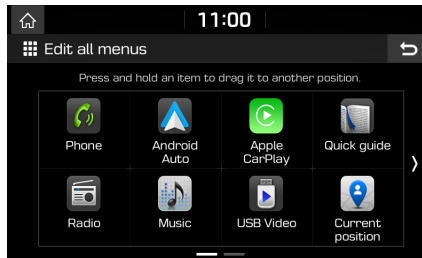 11:00
Edit all menus
Press and hold an item to drag it to another position.
Phone
Android
Auto
Apple
CarPlay
Quick guide
Radio
Music
USB Video
Current
position